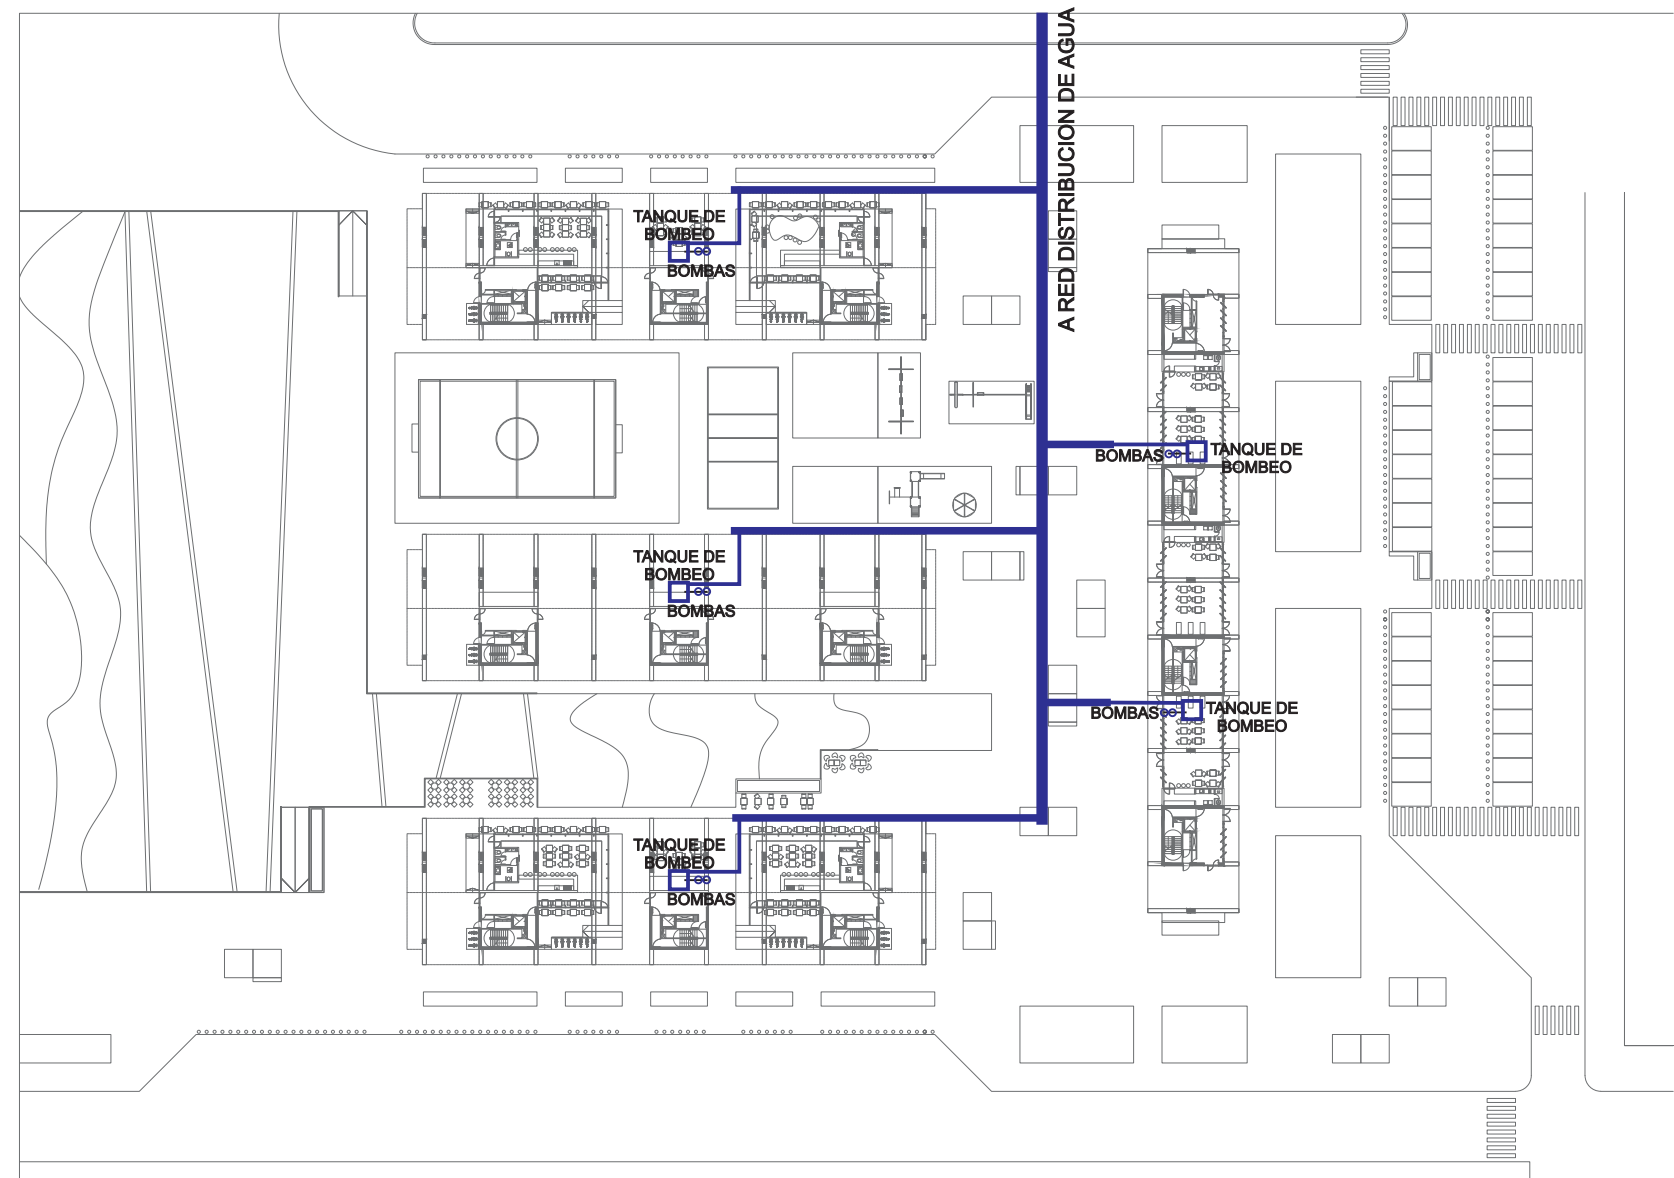 A RED DISTRIBUCION DE AGUA
TANQUE DE
BOMBEO
BOMBAS
BOMBAS
TANQUE DE
BOMBEO
TANQUE DE
BOMBEO
BOMBAS
BOMBAS
TANQUE DE
BOMBEO
TANQUE DE
BOMBEO
BOMBAS